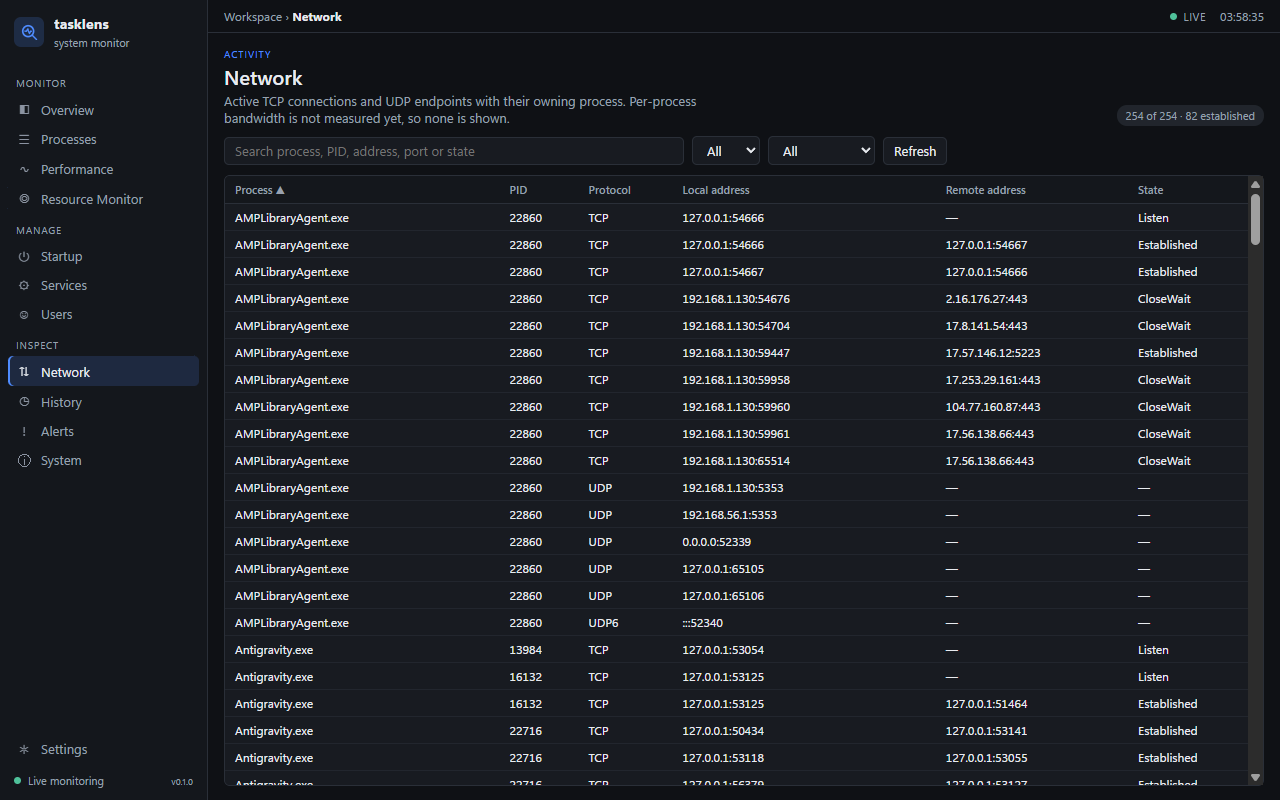 tasklens
system monitor
MONITOR
Overview
Processes
Performance
Resource Monitor
MANAGE
Startup
Services
Users
INSPECT
Network
History
Alerts
System
Settings
Live monitoring v0.1.0
Workspace › Network
LIVE 03:58:35
ACTIVITY
Network
Active TCP connections and UDP endpoints with their owning process. Per-process
bandwidth is not measured yet, so none is shown.
254 of 254 · 82 established
Search process, PID, address, port or state All All Refresh
Process ▲ PID Protocol Local address Remote address State
AMPLibraryAgent.exe 22860 TCP 127.0.0.1:54666 — Listen
AMPLibraryAgent.exe 22860 TCP 127.0.0.1:54666 127.0.0.1:54667 Established
AMPLibraryAgent.exe 22860 TCP 127.0.0.1:54667 127.0.0.1:54666 Established
AMPLibraryAgent.exe 22860 TCP 192.168.1.130:54676 2.16.176.27:443 CloseWait
AMPLibraryAgent.exe 22860 TCP 192.168.1.130:54704 17.8.141.54:443 CloseWait
AMPLibraryAgent.exe 22860 TCP 192.168.1.130:59447 17.57.146.12:5223 Established
AMPLibraryAgent.exe 22860 TCP 192.168.1.130:59958 17.253.29.161:443 CloseWait
AMPLibraryAgent.exe 22860 TCP 192.168.1.130:59960 104.77.160.87:443 CloseWait
AMPLibraryAgent.exe 22860 TCP 192.168.1.130:59961 17.56.138.66:443 CloseWait
AMPLibraryAgent.exe 22860 TCP 192.168.1.130:65514 17.56.138.66:443 CloseWait
AMPLibraryAgent.exe 22860 UDP 192.168.1.130:5353 — —
AMPLibraryAgent.exe 22860 UDP 192.168.56.1:5353 — —
AMPLibraryAgent.exe 22860 UDP 0.0.0.0:52339 — —
AMPLibraryAgent.exe 22860 UDP 127.0.0.1:65105 — —
AMPLibraryAgent.exe 22860 UDP 127.0.0.1:65106 — —
AMPLibraryAgent.exe 22860 UDP6 :::52340 — —
Antigravity.exe 13984 TCP 127.0.0.1:53054 — Listen
Antigravity.exe 16132 TCP 127.0.0.1:53125 — Listen
Antigravity.exe 16132 TCP 127.0.0.1:53125 127.0.0.1:51464 Established
Antigravity.exe 22716 TCP 127.0.0.1:50434 127.0.0.1:53141 Established
Antigravity.exe 22716 TCP 127.0.0.1:53118 127.0.0.1:53055 Established
Antigravity.exe 22716 TCP 127.0.0.1:56379 127.0.0.1:53127 Established